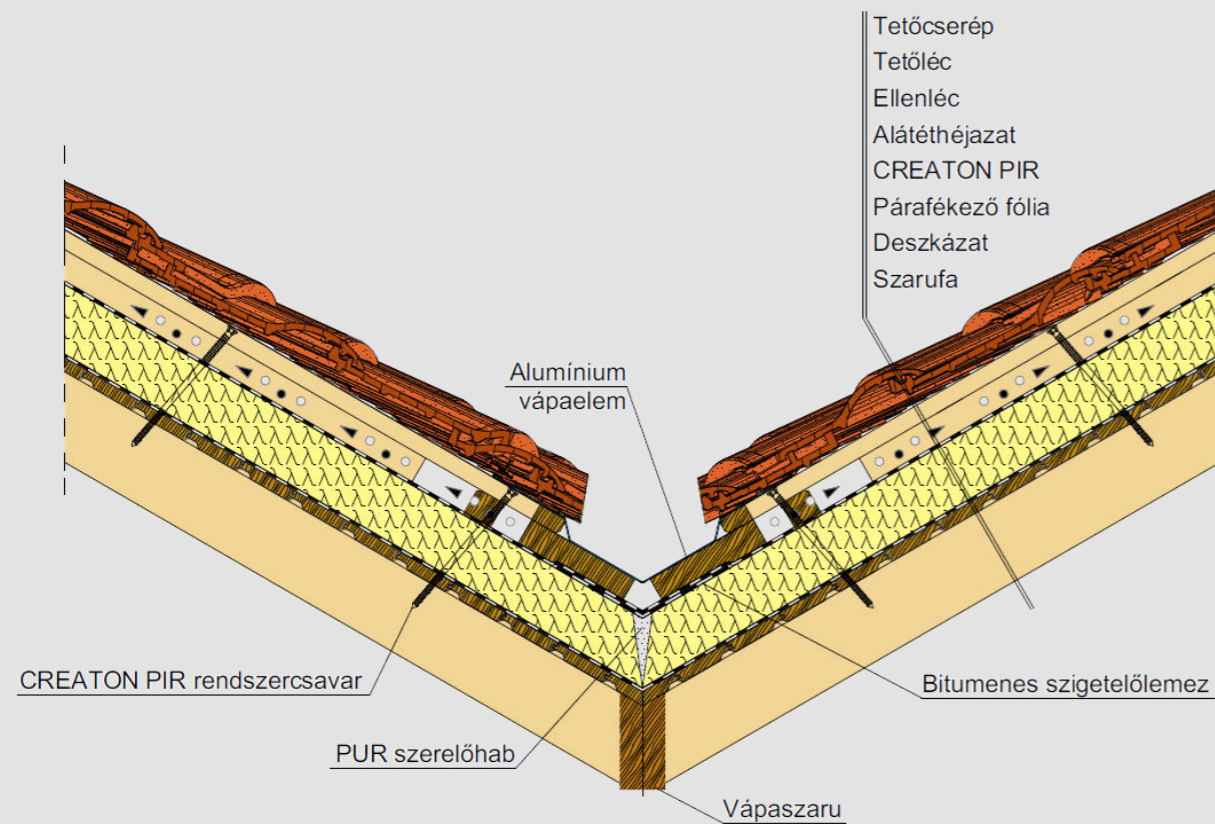 Tetőcserép
Tetőléc
Ellenléc
Alátéthéjazat
CREATON PIR
Párafékező fólia
Deszkázat
Szarufa
Alumínium
vápaelem
CREATON PIR rendszercsavar
Bitumenes szigetelőlemez
PUR szerelőhab
Vápaszaru